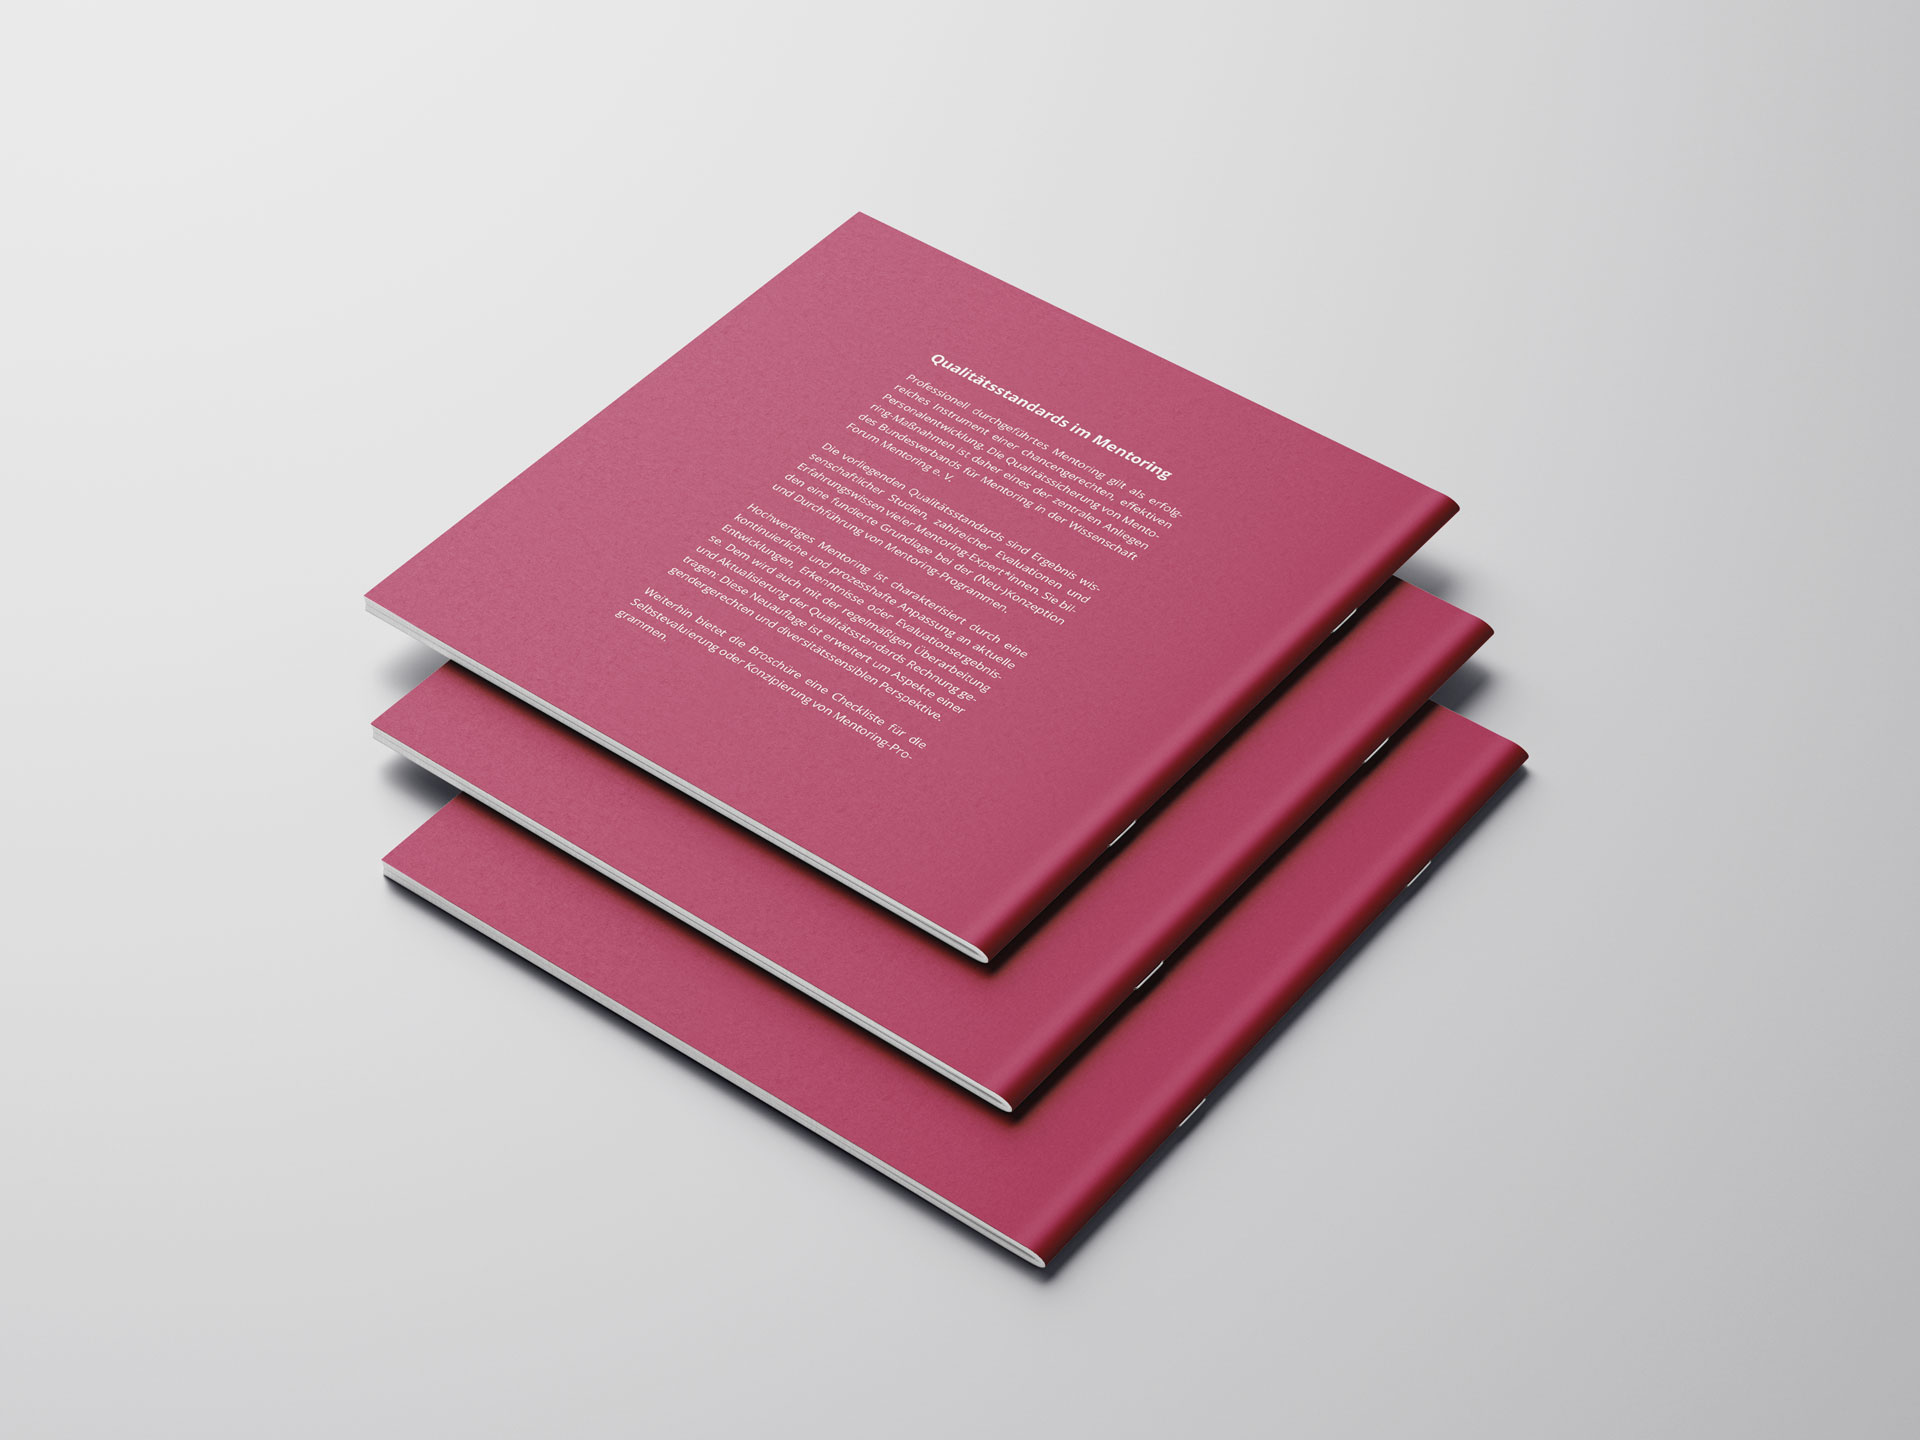 Qualitätsstandards im Mentoring
Professionell durchgeführtes Mentoring gilt als erfolg-
reiches Instrument einer chancengerechten, effektiven
Personalentwicklung. Die Qualitätssicherung von Mento-
ring-Maßnahmen ist daher eines der zentralen Anliegen
des Bundesverbands für Mentoring in der Wissenschaft
Forum Mentoring e. V.
Die vorliegenden Qualitätsstandards sind Ergebnis wis-
senschaftlicher Studien, zahlreicher Evaluationen und
Erfahrungswissen vieler Mentoring-Expert*innen. Sie bil-
den eine fundierte Grundlage bei der (Neu-)Konzeption
und Durchführung von Mentoring-Programmen.
Hochwertiges Mentoring ist charakterisiert durch eine
kontinuierliche und prozesshafte Anpassung an aktuelle
Entwicklungen, Erkenntnisse oder Evaluationsergebnis-
se. Dem wird auch mit der regelmäßigen Überarbeitung
und Aktualisierung der Qualitätsstandards Rechnung ge-
tragen: Diese Neuauflage ist erweitert um Aspekte einer
gendergerechten und diversitätssensiblen Perspektive.
Weiterhin bietet die Broschüre eine Checkliste für die
Selbstevaluierung oder Konzipierung von Mentoring-Pro-
grammen.